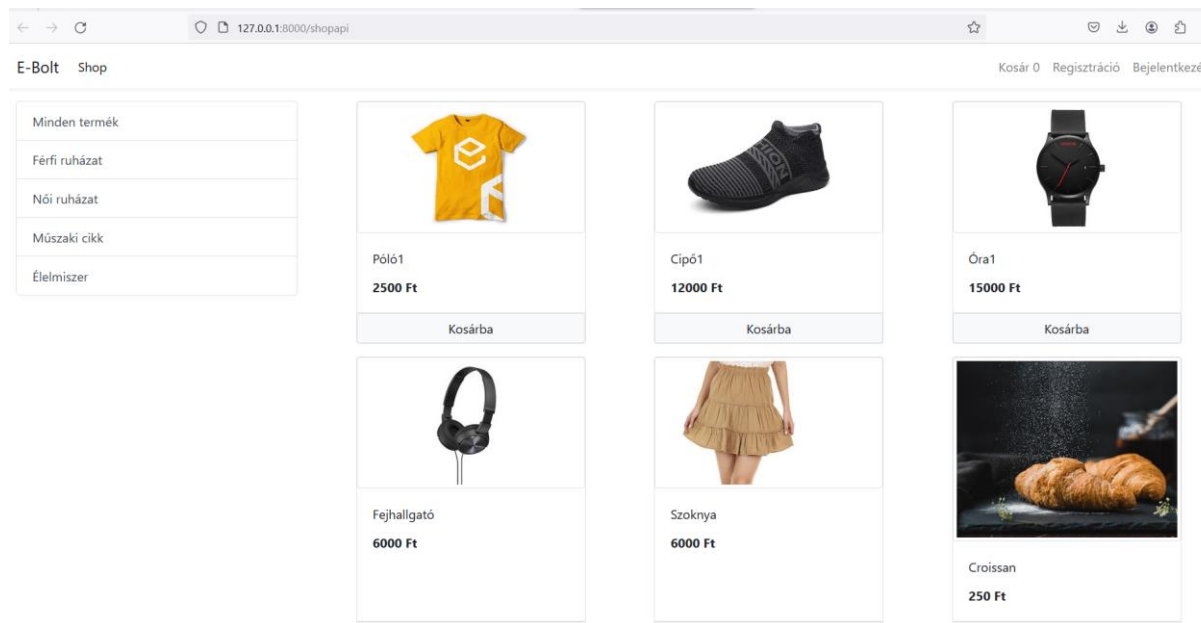 127.0.0.1:8000/shopapi
E-Bolt Shop Kosár 0 Regisztráció Bejelentkezé
Minden termék
Férfi ruházat
Női ruházat
Műszaki cikk
Élelmiszer
Póló1
2500 Ft
Kosárba
Cipő1
12000 Ft
Kosárba
Óra1
15000 Ft
Kosárba
Fejhallgató
6000 Ft
Szoknya
6000 Ft
Croissan
250 Ft